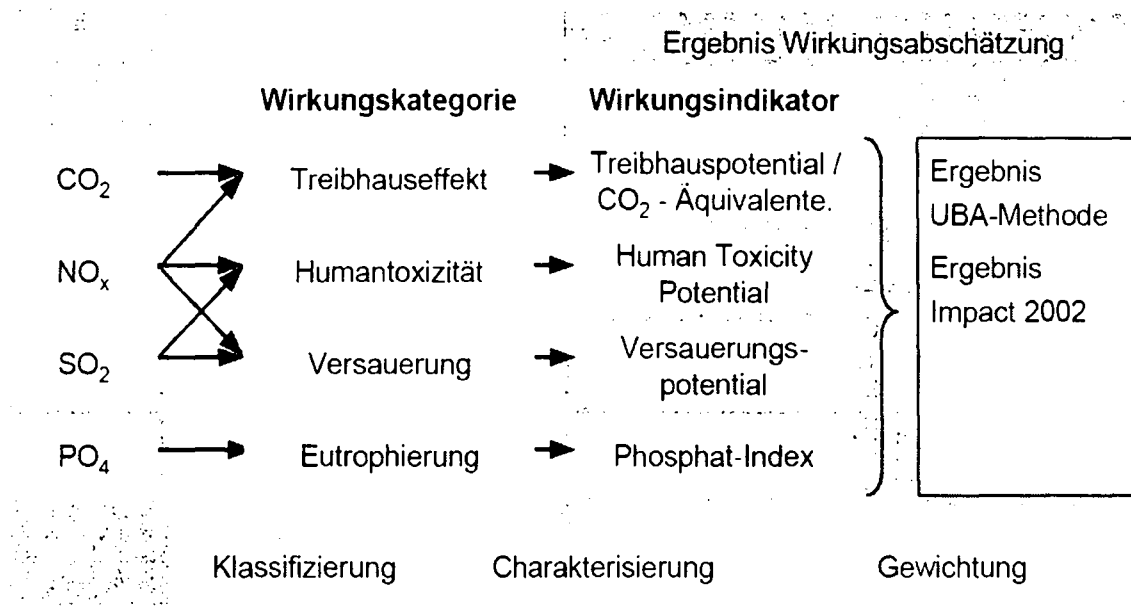 Ergebnis Wirkungsabschätzung
Wirkungskategorie Wirkungsindikator
CO₂ Treibhauseffekt Treibhauspotential /
CO₂ - Äquivalente.
Ergebnis
UBA-Methode
NOₓ Humantoxizität Human Toxicity
Potential
Ergebnis
Impact 2002
SO₂ Versauerung Versauerungs-
potential
PO₄ Eutrophierung Phosphat-Index
Klassifizierung Charakterisierung Gewichtung